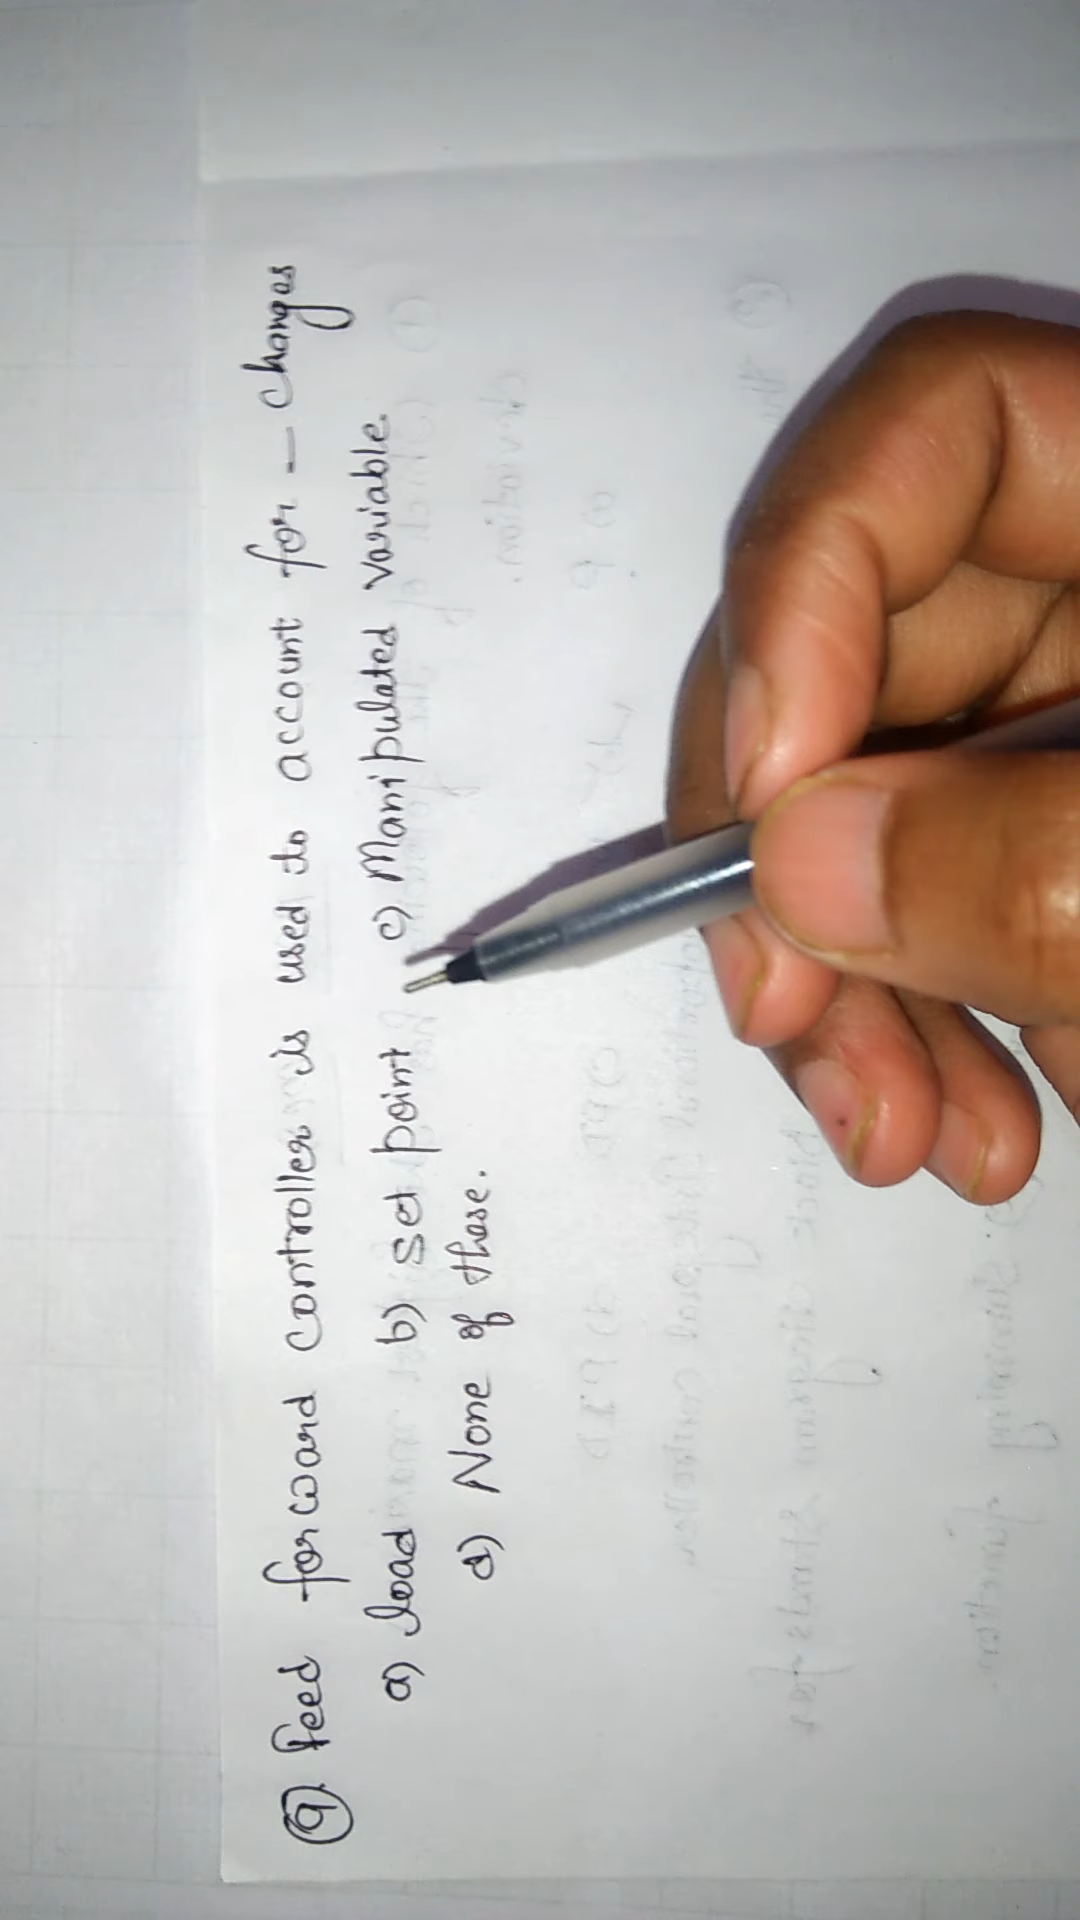 9) Feed forward controller is used to account for - changes
a) load b) set point c) Manipulated variable.
d) None of these.